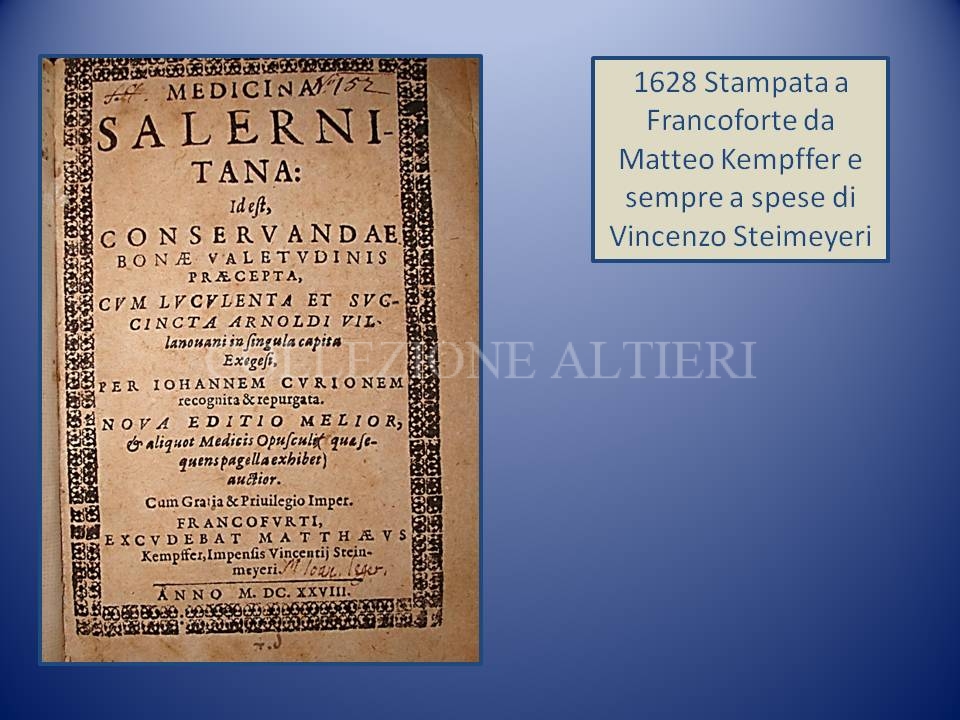 MEDICINA
Nº 152
SALERNI-
TANA:
Id eſt,
CONSERVANDAE
BONÆ VALETVDINIS
PRÆCEPTA,
CVM LVCVLENTA ET SVC-
CINCTA ARNOLDI VIL-
lanouani in ſingula capita
Exegeſi,
PER IOHANNEM CVRIONEM
recognita & repurgata.
NOVA EDITIO MELIOR,
& aliquot Medicis Opuſculis quæ ſe-
quens pagella exhibet)
auctior.
Cum Gratia & Priuilegio Imper.
FRANCOFVRTI,
EXCVDEBAT MATTHÆVS
Kempffer, Impenſis Vincentij Stein-
meyeri.
ANNO M. DC. XXVIII.
1628 Stampata a
Francoforte da
Matteo Kempffer e
sempre a spese di
Vincenzo Steimeyeri
COLLEZIONE ALTIERI